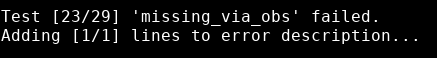 Test [23/29] 'missing_via_obs' failed.
Adding [1/1] lines to error description...